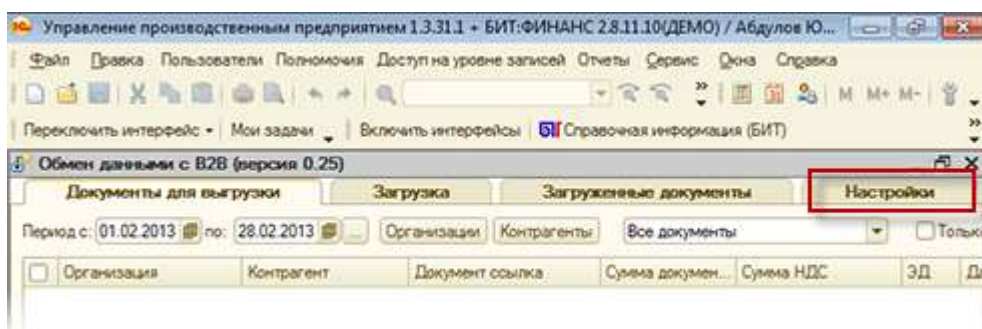 Управление производственным предприятием 1.3.31.1 + БИТ:ФИНАНС 2.8.11.10(ДЕМО) / Абдулов Ю...
Файл Правка Пользователи Полномочия Доступ на уровне записей Отчеты Сервис Окна Справка
M M+ M-
Переключить интерфейс Мои задачи Включить интерфейсы Справочная информация (БИТ)
Обмен данными с B2B (версия 0.25)
Документы для выгрузки Загрузка Загруженные документы Настройки
Период с: 01.02.2013 по: 28.02.2013 ... Организации Контрагенты Все документы Только
Организация Контрагент Документ ссылка Сумма докумен... Сумма НДС ЭД